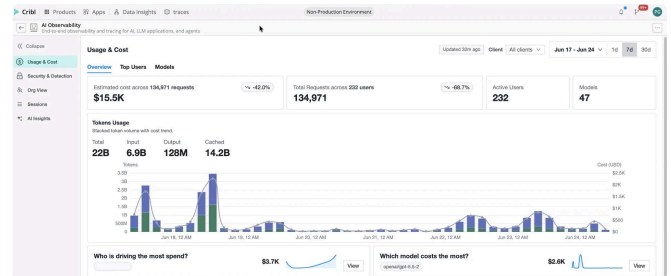 Cribl Products Apps Data Insights traces Non-Production Environment 99+
AI Observability
End-to-end observability and tracing for AI, LLM applications, and agents
Collapse
Usage & Cost
Security & Detection
Org View
Sessions
AI Insights
Usage & Cost Updated 32m ago Client All clients Jun 17 - Jun 24 1d 7d 30d
Overview Top Users Models
Estimated cost across 134,971 requests -42.0%
$15.5K
Total Requests across 232 users -68.7%
134,971
Active Users
232
Models
47
Tokens Usage
Stacked token volume with cost trend.
Total Input Output Cached
22B 6.9B 128M 14.2B
Tokens Cost (USD)
3.5B $2.5K
3B
2.5B $2K
2B $1.5K
1.5B
1B $1K
500M $500
0 $0
Jun 18, 12 AM Jun 19, 12 AM Jun 20, 12 AM Jun 21, 12 AM Jun 22, 12 AM Jun 23, 12 AM Jun 24, 12 AM
Who is driving the most spend? $3.7K View
Which model costs the most? $2.6K View